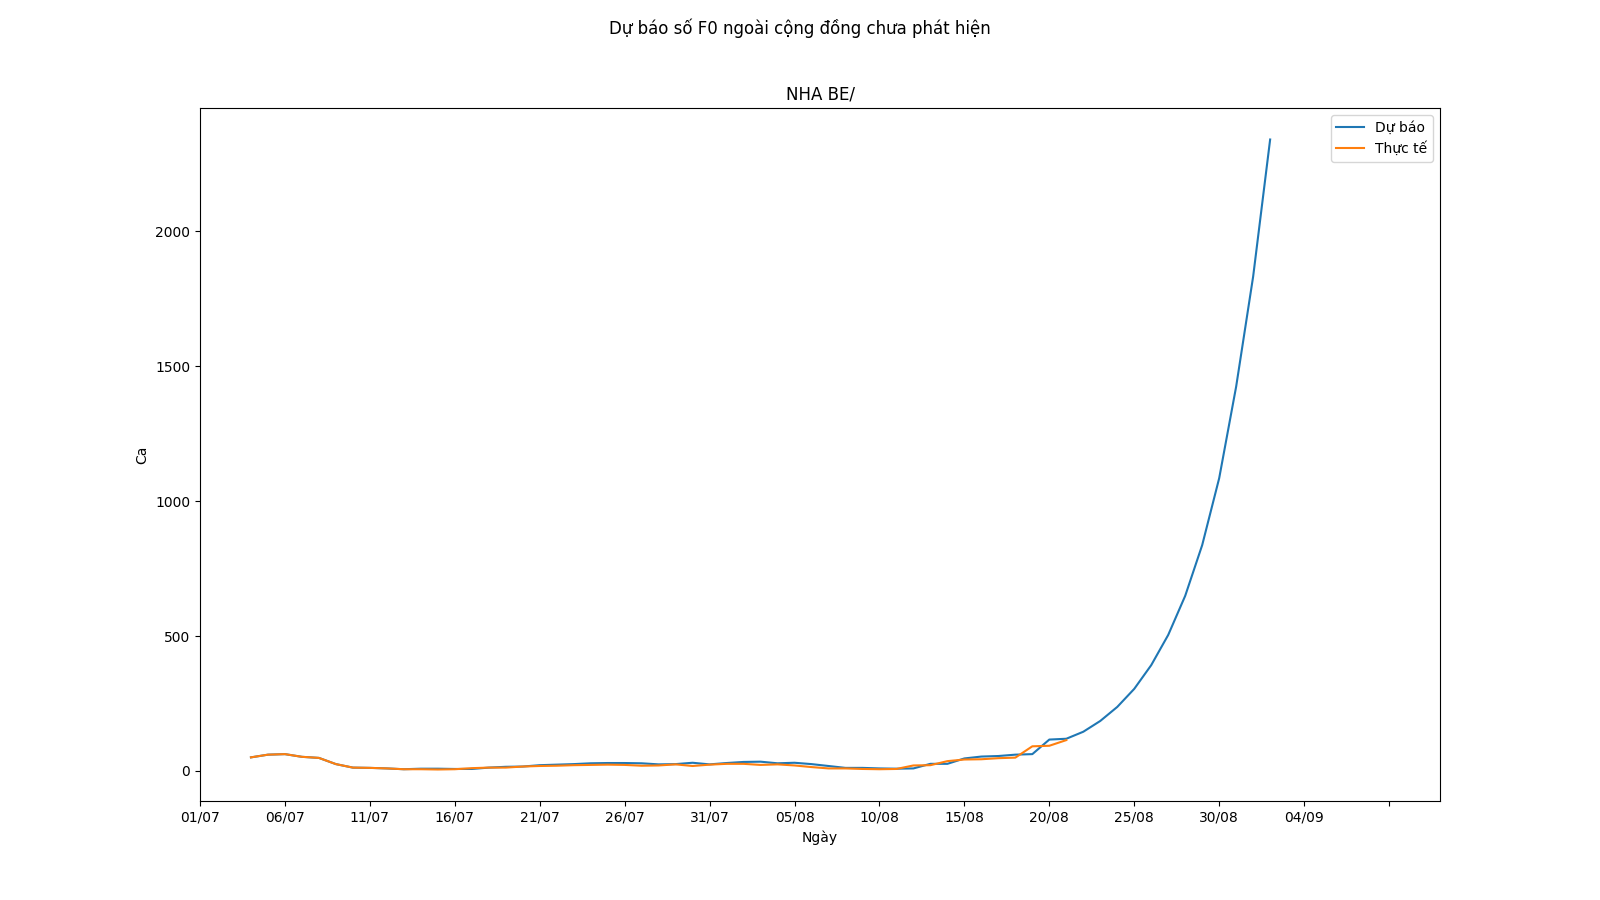 Dự báo số F0 ngoài cộng đồng chưa phát hiện
NHA BE/
Dự báo
Thực tế
2000
1500
1000
500
0
Ca
01/07 06/07 11/07 16/07 21/07 26/07 31/07 05/08 10/08 15/08 20/08 25/08 30/08 04/09
Ngày